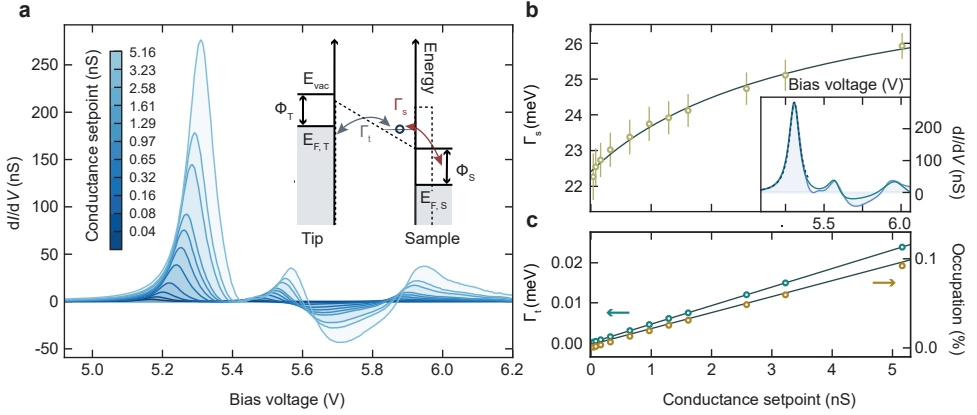 a
250
200
150
100
50
0
-50
dI/dV (nS)
5.0
5.2
5.4
5.6
5.8
6.0
6.2
Bias voltage (V)
Conductance setpoint (nS)
5.16
3.23
2.58
1.61
1.29
0.97
0.65
0.32
0.16
0.08
0.04
Energy
E_vac
Φ_T
E_F, T
Γ_t
Γ_s
Φ_S
E_F, S
Tip
Sample
b
26
25
24
23
22
Γ_s (meV)
Bias voltage (V)
200
100
0
dI/dV (nS)
5.5
6.0
c
0.02
0.01
0.00
Γ_t (meV)
0.1
0.0
Occupation (%)
0
1
2
3
4
5
Conductance setpoint (nS)